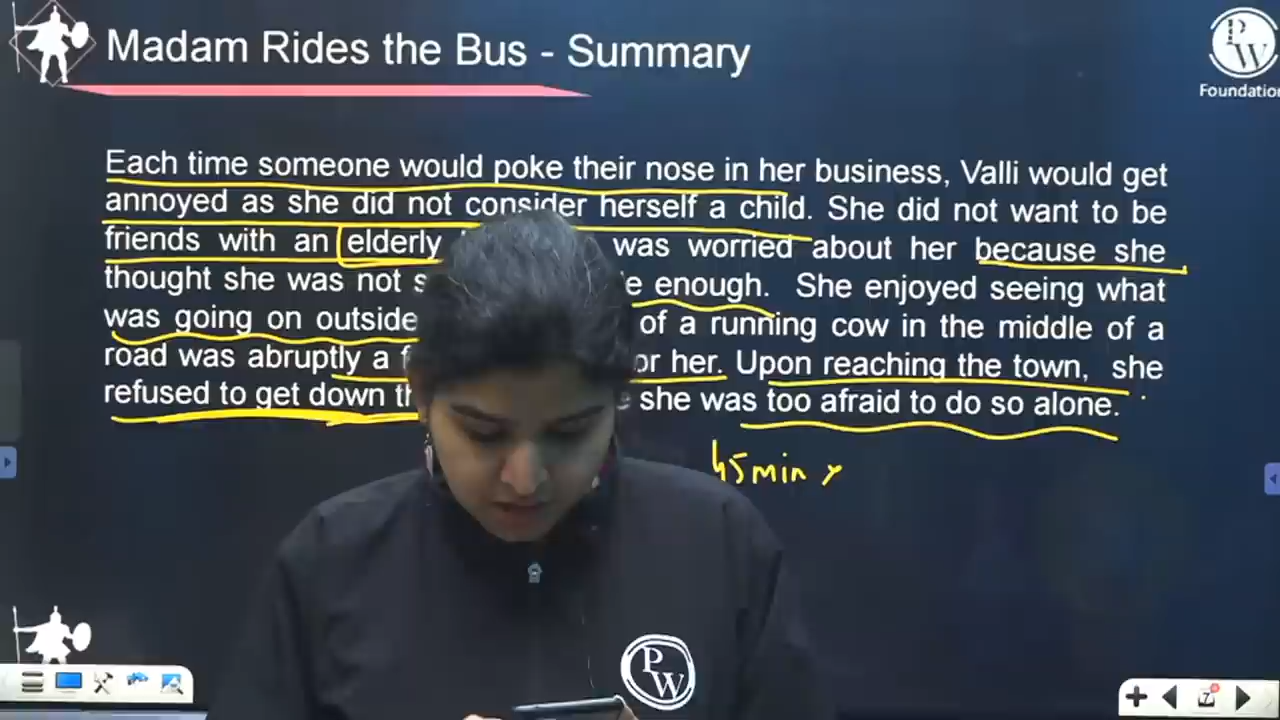 Madam Rides the Bus - Summary
PW
Foundation
Each time someone would poke their nose in her business, Valli would get
annoyed as she did not consider herself a child. She did not want to be
friends with an elderly was worried about her because she
thought she was not enough. She enjoyed seeing what
was going on outside of a running cow in the middle of a
road was abruptly a her. Upon reaching the town, she
refused to get down she was too afraid to do so alone.
45min
PW